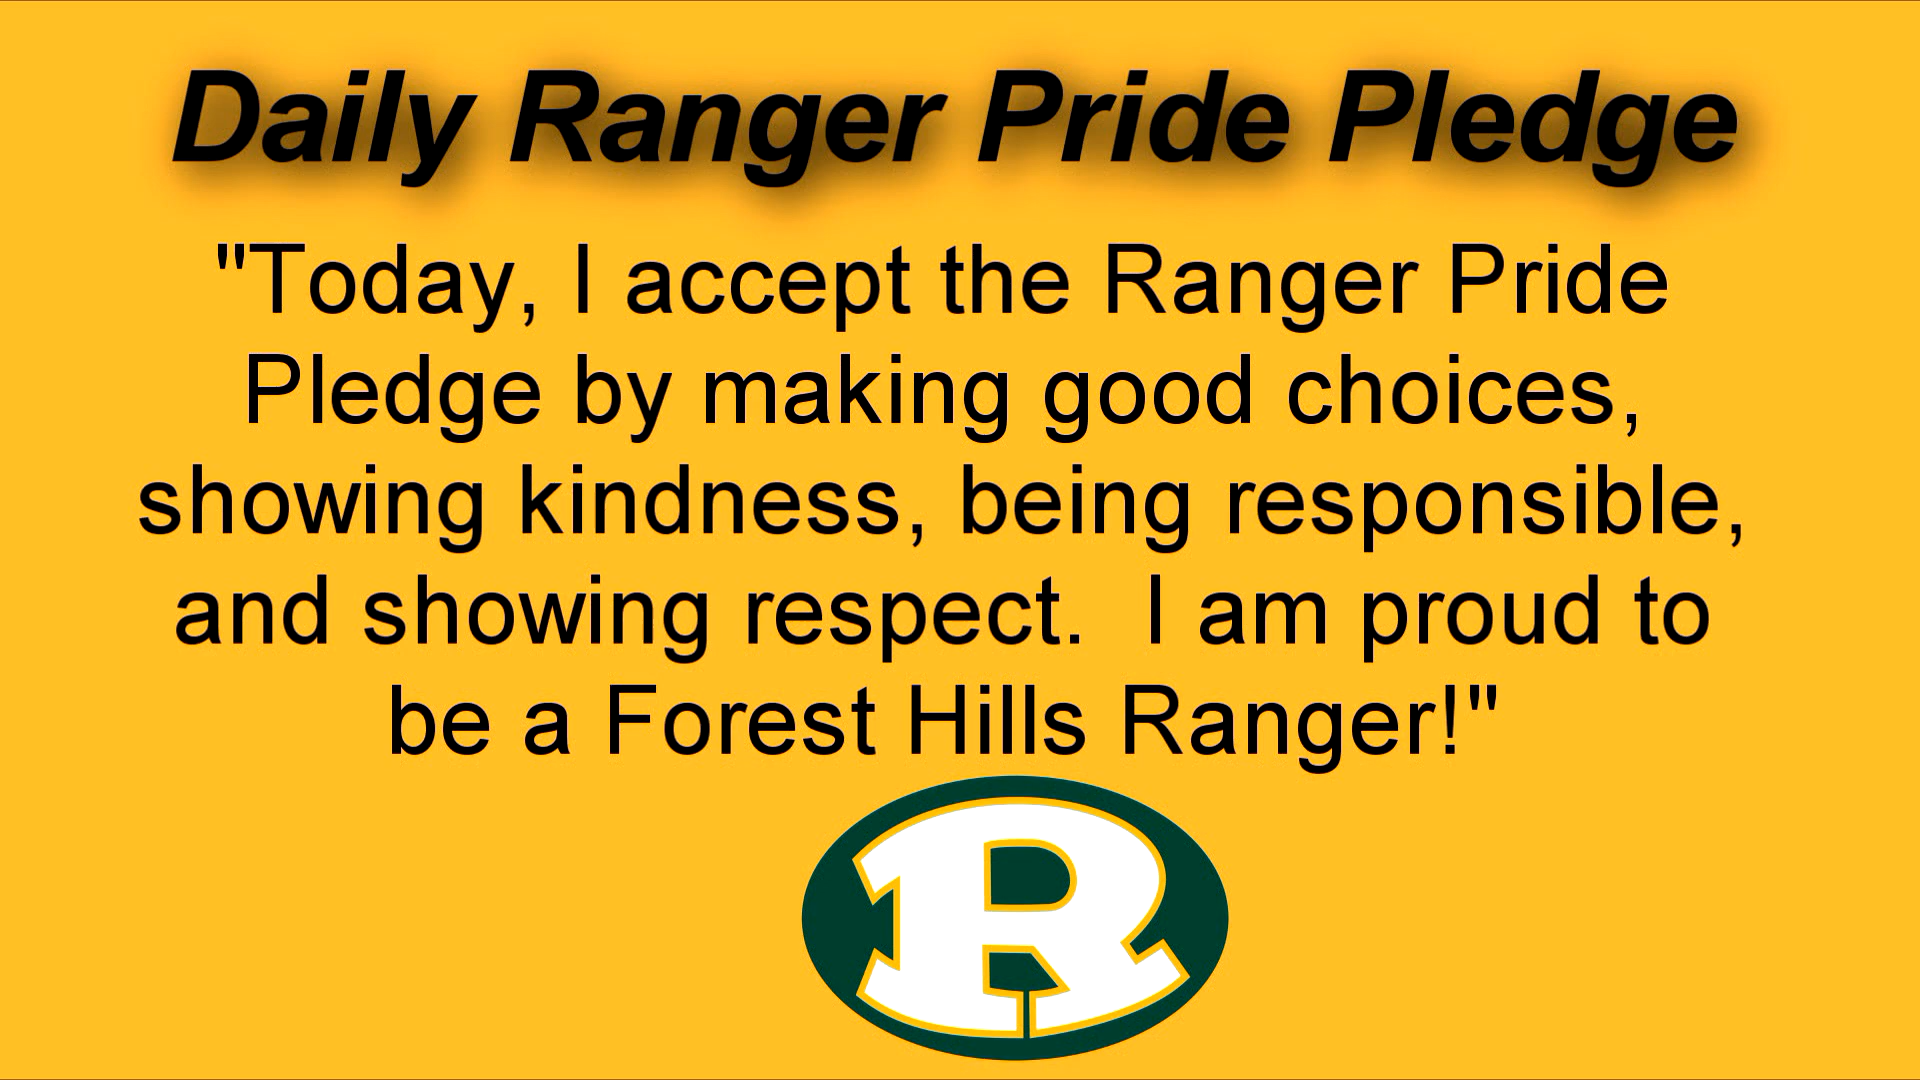 Daily Ranger Pride Pledge
"Today, I accept the Ranger Pride
Pledge by making good choices,
showing kindness, being responsible,
and showing respect.  I am proud to
be a Forest Hills Ranger!"
R